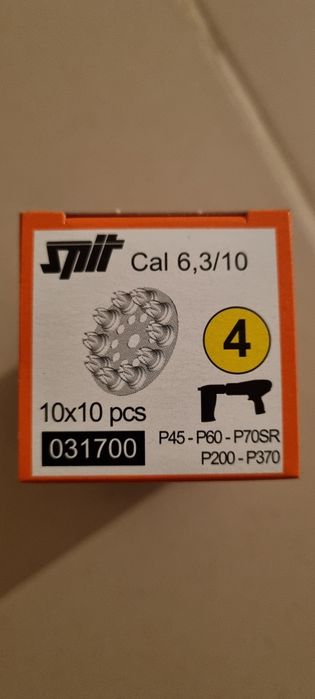 SPIT
Cal 6,3/10
4
10x10 pcs
031700
P45 - P60 - P70SR
P200 - P370